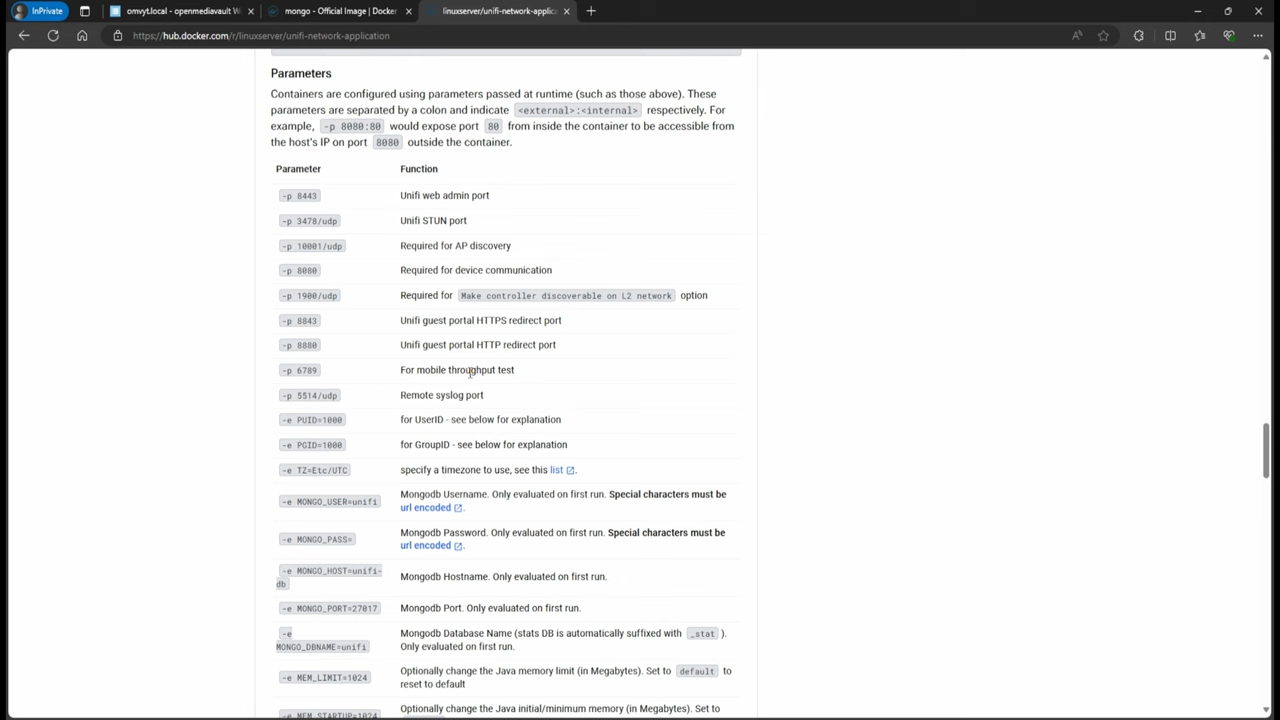 InPrivate
omvyt.local - openmediavault W
mongo - Official Image | Docker
linuxserver/unifi-network-applic
https://hub.docker.com/r/linuxserver/unifi-network-application
Parameters
Containers are configured using parameters passed at runtime (such as those above). These
parameters are separated by a colon and indicate <external>:<internal> respectively. For
example, -p 8080:80 would expose port 80 from inside the container to be accessible from
the host's IP on port 8080 outside the container.
Parameter Function
-p 8443 Unifi web admin port
-p 3478/udp Unifi STUN port
-p 10001/udp Required for AP discovery
-p 8080 Required for device communication
-p 1900/udp Required for Make controller discoverable on L2 network option
-p 8843 Unifi guest portal HTTPS redirect port
-p 8880 Unifi guest portal HTTP redirect port
-p 6789 For mobile throughput test
-p 5514/udp Remote syslog port
-e PUID=1000 for UserID - see below for explanation
-e PGID=1000 for GroupID - see below for explanation
-e TZ=Etc/UTC specify a timezone to use, see this list.
-e MONGO_USER=unifi Mongodb Username. Only evaluated on first run. Special characters must be
url encoded.
-e MONGO_PASS= Mongodb Password. Only evaluated on first run. Special characters must be
url encoded.
-e MONGO_HOST=unifi-
db
Mongodb Hostname. Only evaluated on first run.
-e MONGO_PORT=27017 Mongodb Port. Only evaluated on first run.
-e
MONGO_DBNAME=unifi
Mongodb Database Name (stats DB is automatically suffixed with _stat ).
Only evaluated on first run.
-e MEM_LIMIT=1024 Optionally change the Java memory limit (in Megabytes). Set to default to
reset to default
-e MEM_STARTUP=1024 Optionally change the Java initial/minimum memory (in Megabytes). Set to